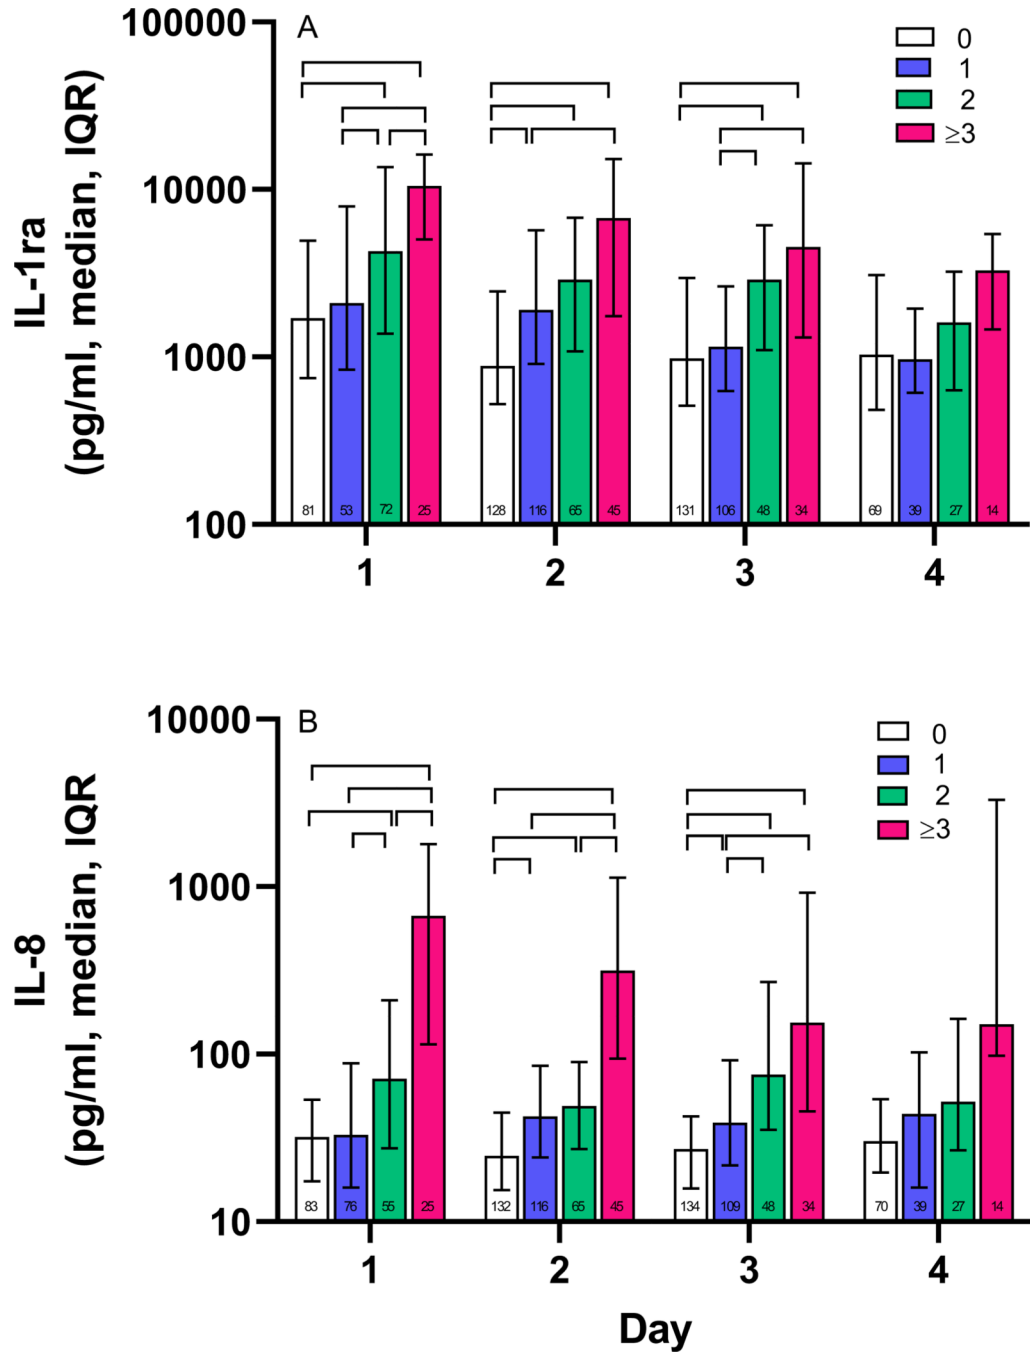 A
100000
10000
1000
100
IL-1ra
(pg/ml, median, IQR)
0
1
2
≥3
81 53 72 25 128 116 65 45 131 106 48 34 69 39 27 14
1 2 3 4
B
10000
1000
100
10
IL-8
(pg/ml, median, IQR
0
1
2
≥3
83 76 55 25 132 116 65 45 134 109 48 34 70 39 27 14
1 2 3 4
Day